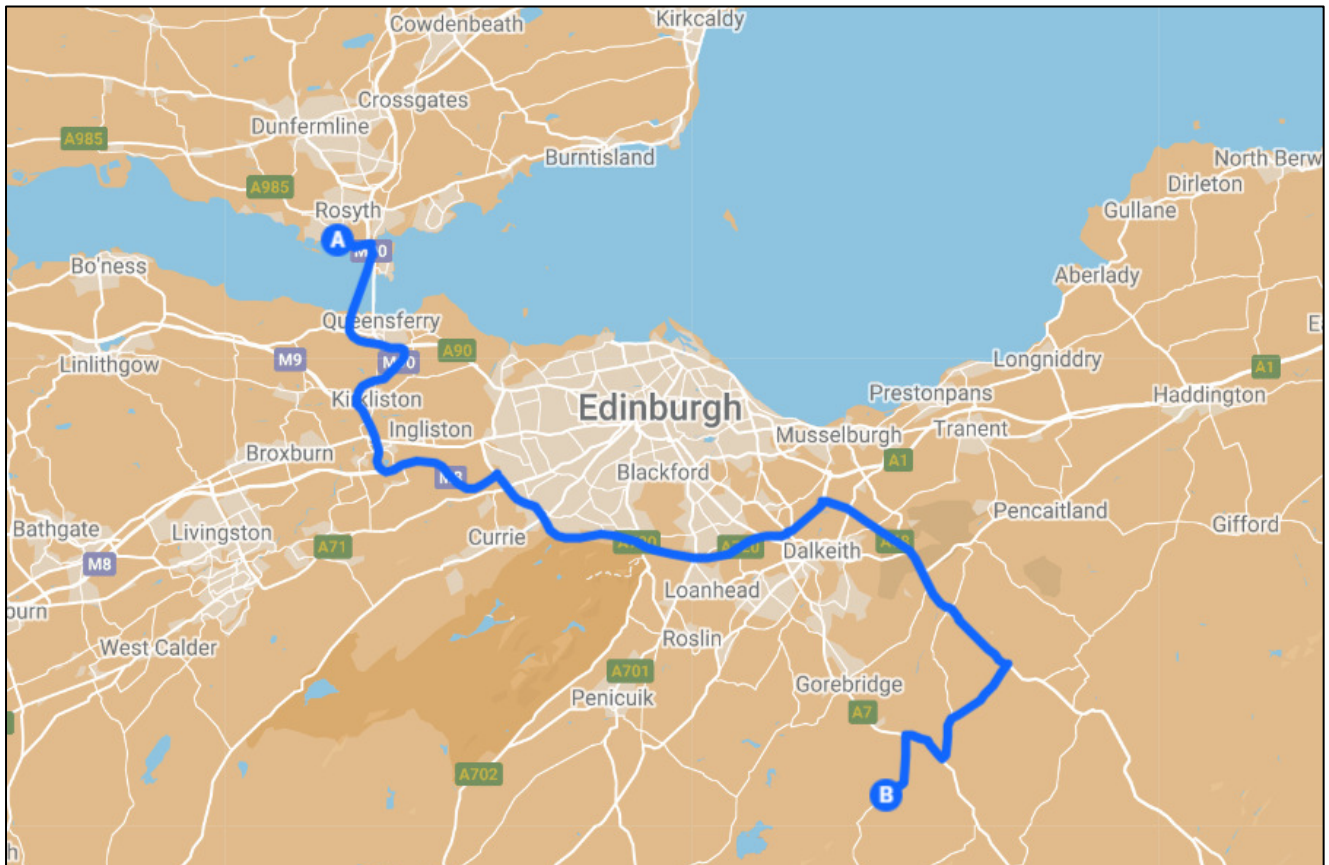 Kirkcaldy
Cowdenbeath
Crossgates
Dunfermline
A985
Burntisland
North Berw
Dirleton
A985
Rosyth
Gullane
A
Bo'ness
Aberlady
Queensferry
M9
A90
Linlithgow
Longniddry
A1
Kirkliston
Prestonpans
Haddington
Edinburgh
Ingliston
Musselburgh
Tranent
Broxburn
A1
Blackford
M8
Bathgate
Livingston
Pencaitland
Gifford
Currie
A71
A720
Dalkeith
M8
Loanhead
West Calder
Roslin
A701
Penicuik
Gorebridge
A7
A702
B